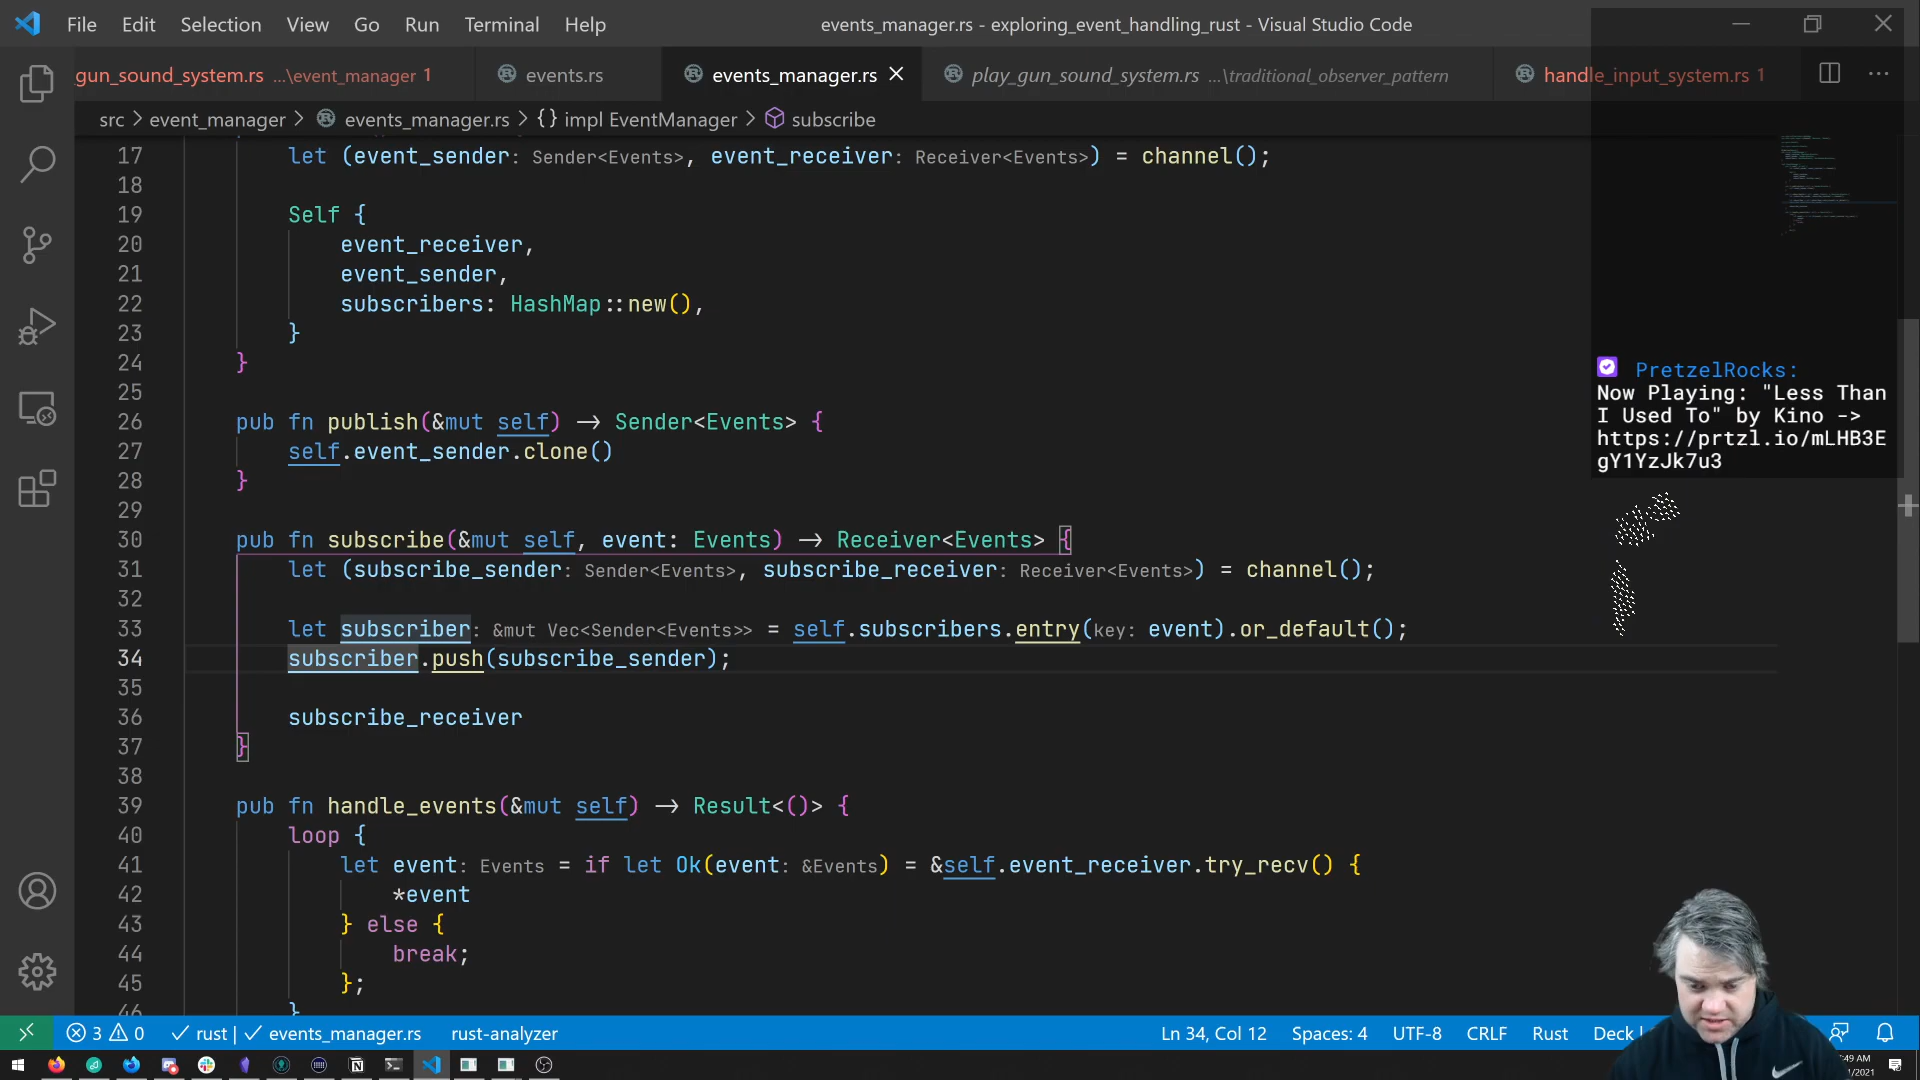 File Edit Selection View Go Run Terminal Help
events_manager.rs - exploring_event_handling_rust - Visual Studio Code
gun_sound_system.rs ...\event_manager 1
events.rs
events_manager.rs
play_gun_sound_system.rs ...\traditional_observer_pattern
handle_input_system.rs 1
src > event_manager > events_manager.rs > {} impl EventManager > subscribe
17 let (event_sender: Sender<Events>, event_receiver: Receiver<Events>) = channel();
18
19 Self {
20 event_receiver,
21 event_sender,
22 subscribers: HashMap::new(),
23 }
24 }
25
26 pub fn publish(&mut self) -> Sender<Events> {
27 self.event_sender.clone()
28 }
29
30 pub fn subscribe(&mut self, event: Events) -> Receiver<Events> {
31 let (subscribe_sender: Sender<Events>, subscribe_receiver: Receiver<Events>) = channel();
32
33 let subscriber: &mut Vec<Sender<Events>> = self.subscribers.entry(key: event).or_default();
34 subscriber.push(subscribe_sender);
35
36 subscribe_receiver
37 }
38
39 pub fn handle_events(&mut self) -> Result<()> {
40 loop {
41 let event: Events = if let Ok(event: &Events) = &self.event_receiver.try_recv() {
42 *event
43 } else {
44 break;
45 };
46 }
PretzelRocks:
Now Playing: "Less Than
I Used To" by Kino ->
https://prtzl.io/mLHB3E
gY1YzJk7u3
3 0 rust | events_manager.rs rust-analyzer
Ln 34, Col 12 Spaces: 4 UTF-8 CRLF Rust Deck
:49 AM
/2021